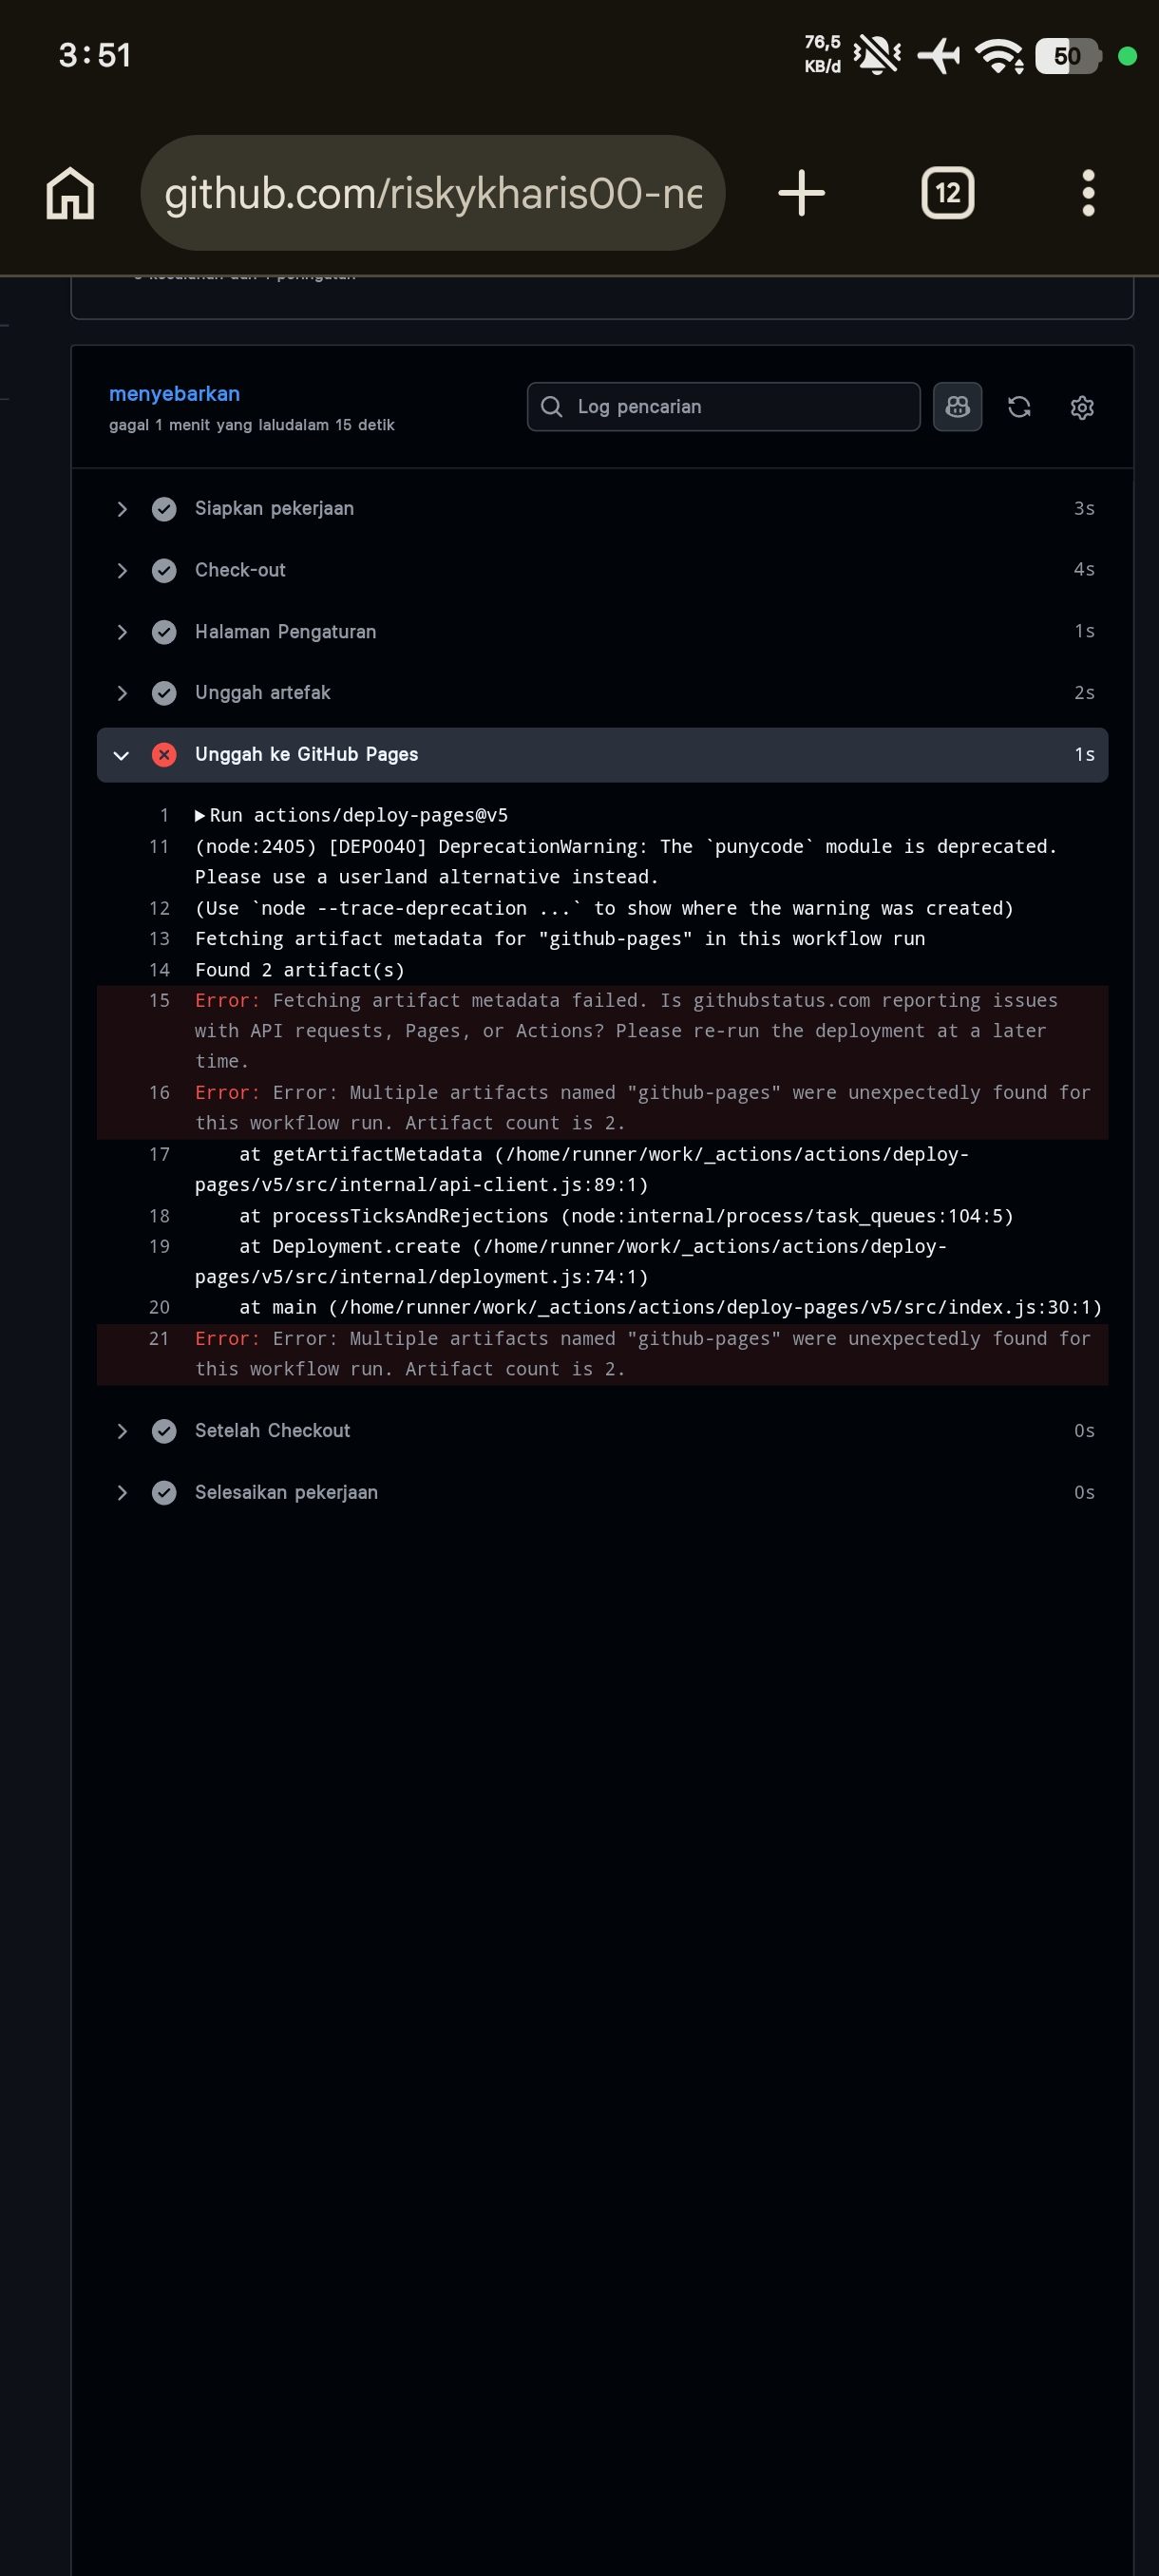 3:51
76,5
KB/d
50
github.com/riskykharis00-ne
12
menyebarkan
gagal 1 menit yang laludalam 15 detik
Log pencarian
Siapkan pekerjaan 3s
Check-out 4s
Halaman Pengaturan 1s
Unggah artefak 2s
Unggah ke GitHub Pages 1s
1 Run actions/deploy-pages@v5
11 (node:2405) [DEP0040] DeprecationWarning: The `punycode` module is deprecated.
Please use a userland alternative instead.
12 (Use `node --trace-deprecation ...` to show where the warning was created)
13 Fetching artifact metadata for "github-pages" in this workflow run
14 Found 2 artifact(s)
15 Error: Fetching artifact metadata failed. Is githubstatus.com reporting issues
with API requests, Pages, or Actions? Please re-run the deployment at a later
time.
16 Error: Error: Multiple artifacts named "github-pages" were unexpectedly found for
this workflow run. Artifact count is 2.
17 at getArtifactMetadata (/home/runner/work/_actions/actions/deploy-
pages/v5/src/internal/api-client.js:89:1)
18 at processTicksAndRejections (node:internal/process/task_queues:104:5)
19 at Deployment.create (/home/runner/work/_actions/actions/deploy-
pages/v5/src/internal/deployment.js:74:1)
20 at main (/home/runner/work/_actions/actions/deploy-pages/v5/src/index.js:30:1)
21 Error: Error: Multiple artifacts named "github-pages" were unexpectedly found for
this workflow run. Artifact count is 2.
Setelah Checkout 0s
Selesaikan pekerjaan 0s